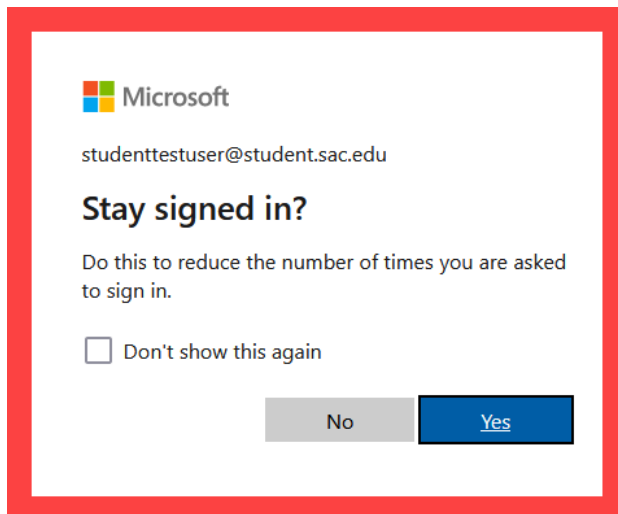 Microsoft
studenttestuser@student.sac.edu
Stay signed in?
Do this to reduce the number of times you are asked
to sign in.
Don't show this again
No
Yes